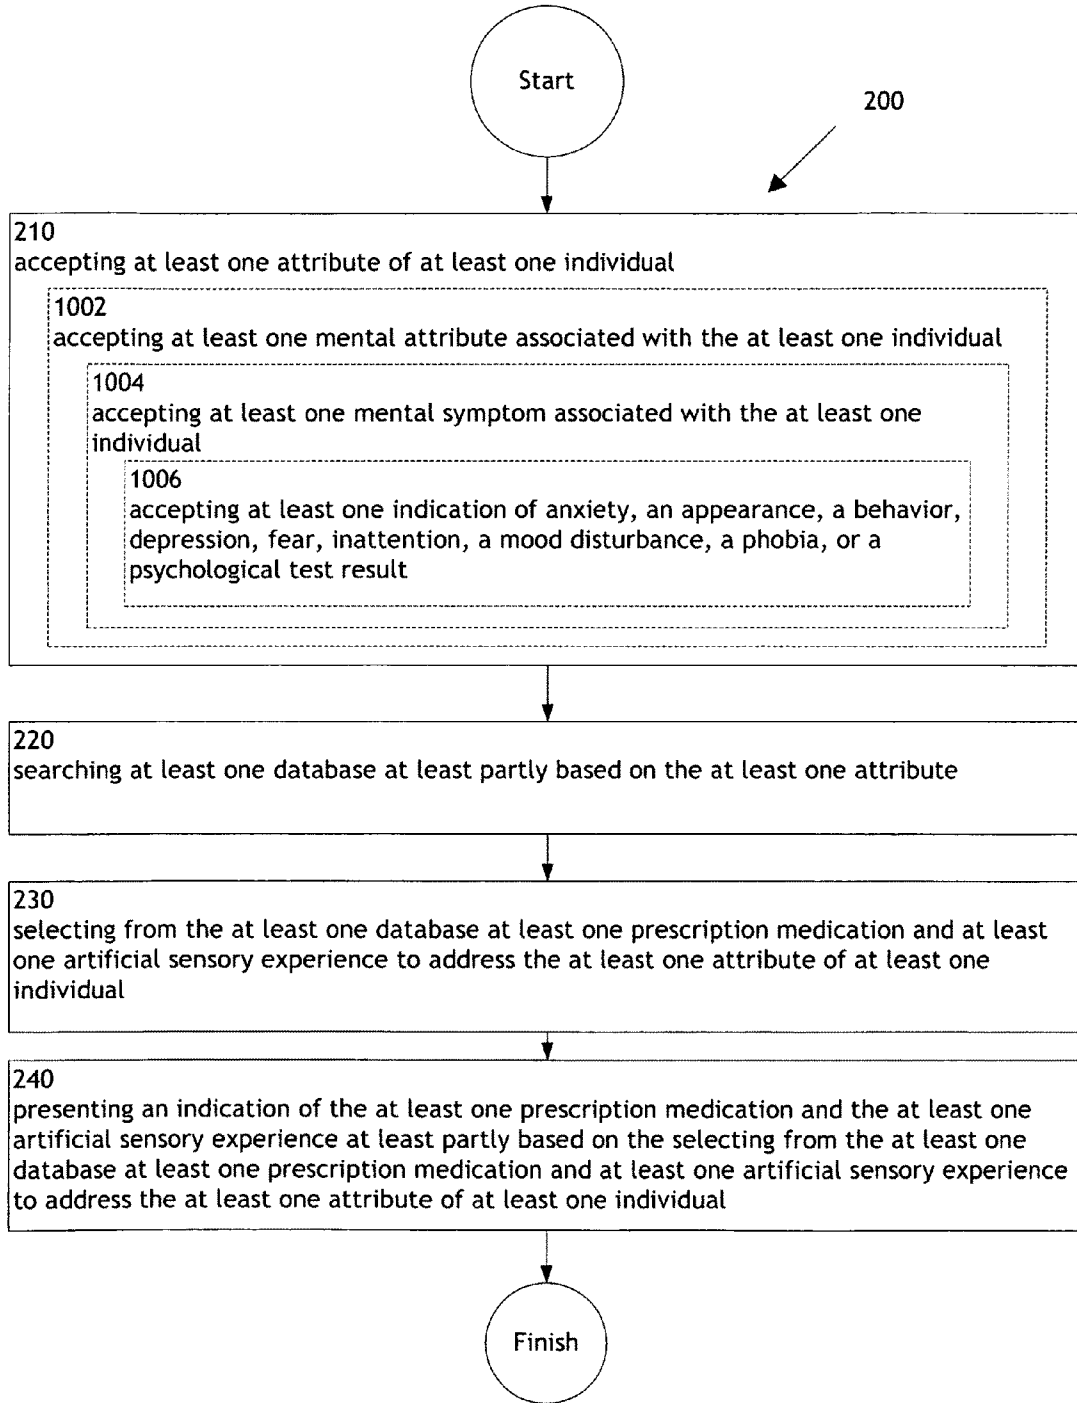 Start
200
210
accepting at least one attribute of at least one individual
1002
accepting at least one mental attribute associated with the at least one individual
1004
accepting at least one mental symptom associated with the at least one
individual
1006
accepting at least one indication of anxiety, an appearance, a behavior,
depression, fear, inattention, a mood disturbance, a phobia, or a
psychological test result
220
searching at least one database at least partly based on the at least one attribute
230
selecting from the at least one database at least one prescription medication and at least
one artificial sensory experience to address the at least one attribute of at least one
individual
240
presenting an indication of the at least one prescription medication and the at least one
artificial sensory experience at least partly based on the selecting from the at least one
database at least one prescription medication and at least one artificial sensory experience
to address the at least one attribute of at least one individual
Finish